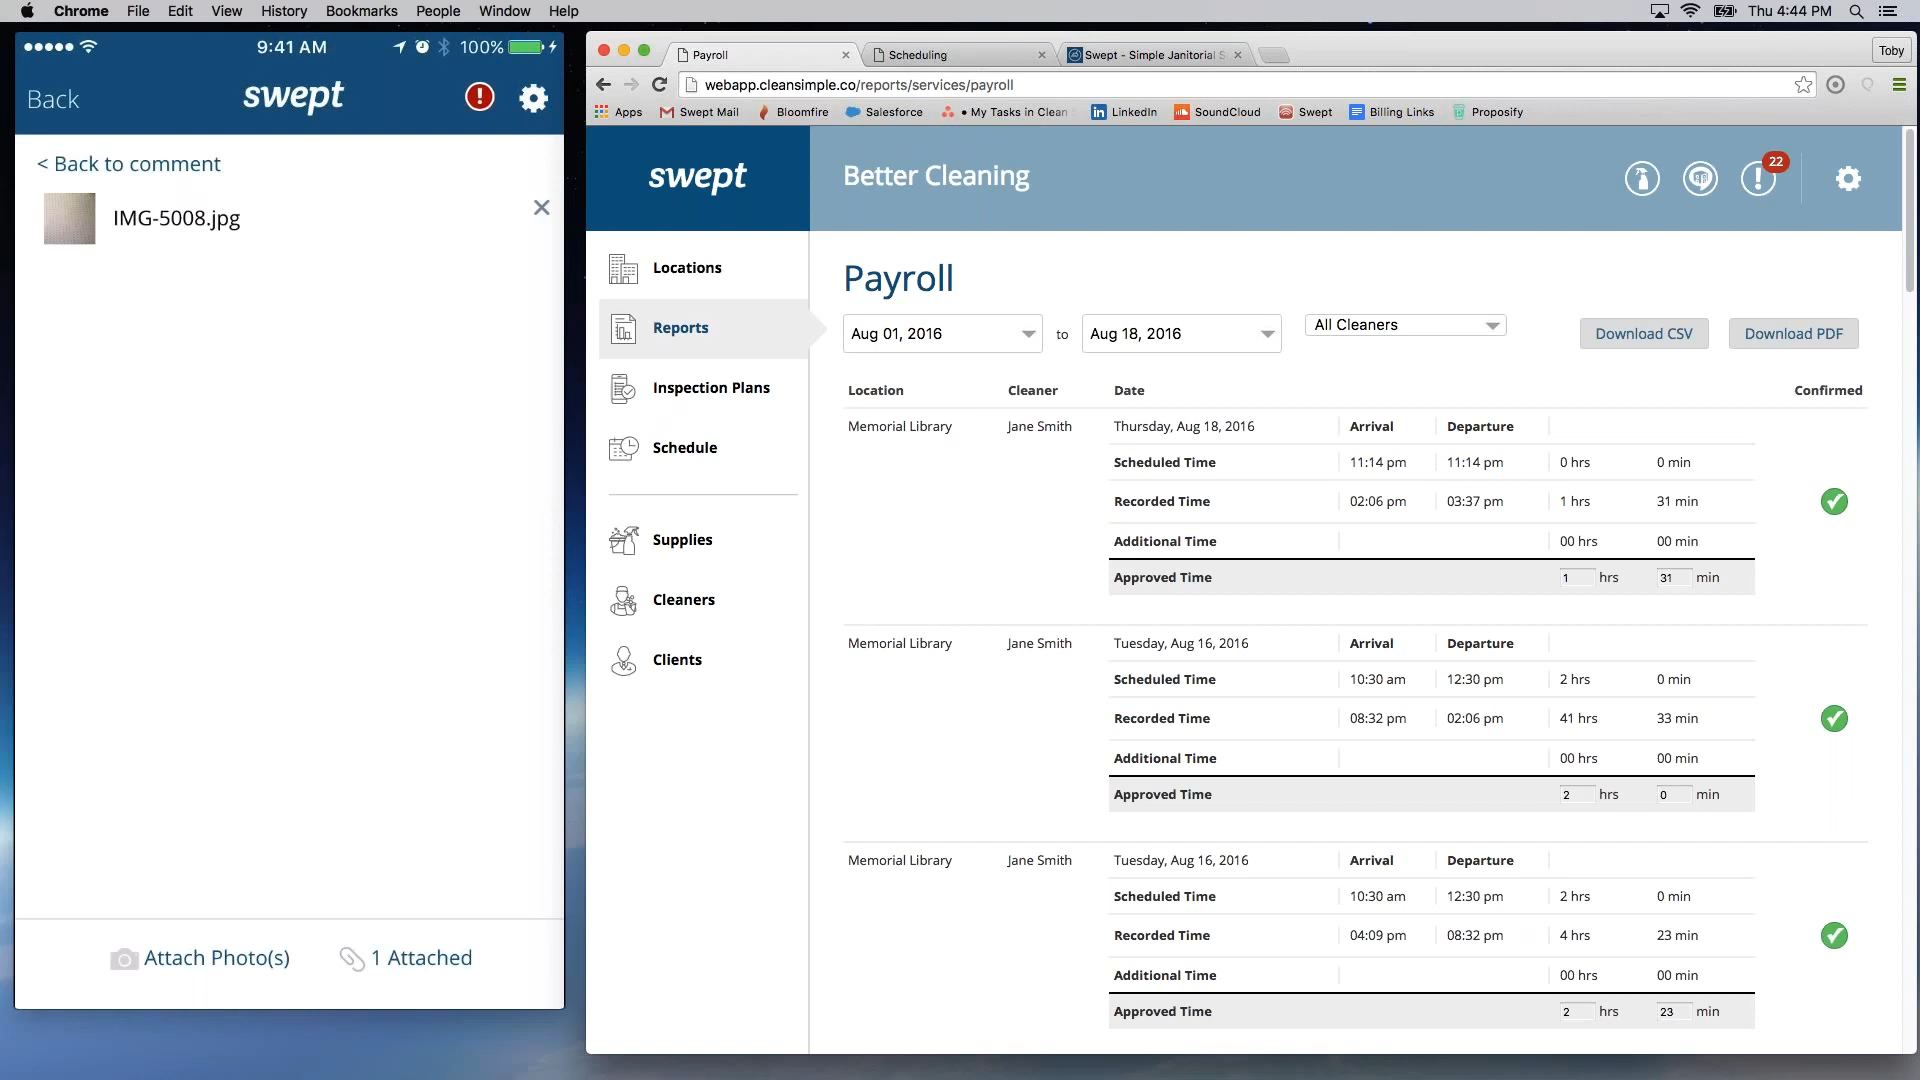 Chrome File Edit View History Bookmarks People Window Help
Thu 4:44 PM
9:41 AM
100%
Back
swept
< Back to comment
IMG-5008.jpg
Attach Photo(s)
1 Attached
Payroll
Scheduling
Swept - Simple Janitorial S
Toby
webapp.cleansimple.co/reports/services/payroll
Apps Swept Mail Bloomfire Salesforce • My Tasks in Clean LinkedIn SoundCloud Swept Billing Links Proposify
swept
Better Cleaning
22
Locations
Reports
Inspection Plans
Schedule
Supplies
Cleaners
Clients
Payroll
Aug 01, 2016 to Aug 18, 2016 All Cleaners Download CSV Download PDF
Location Cleaner Date Confirmed
Memorial Library Jane Smith Thursday, Aug 18, 2016 Arrival Departure
Scheduled Time 11:14 pm 11:14 pm 0 hrs 0 min
Recorded Time 02:06 pm 03:37 pm 1 hrs 31 min
Additional Time 00 hrs 00 min
Approved Time 1 hrs 31 min
Memorial Library Jane Smith Tuesday, Aug 16, 2016 Arrival Departure
Scheduled Time 10:30 am 12:30 pm 2 hrs 0 min
Recorded Time 08:32 pm 02:06 pm 41 hrs 33 min
Additional Time 00 hrs 00 min
Approved Time 2 hrs 0 min
Memorial Library Jane Smith Tuesday, Aug 16, 2016 Arrival Departure
Scheduled Time 10:30 am 12:30 pm 2 hrs 0 min
Recorded Time 04:09 pm 08:32 pm 4 hrs 23 min
Additional Time 00 hrs 00 min
Approved Time 2 hrs 23 min